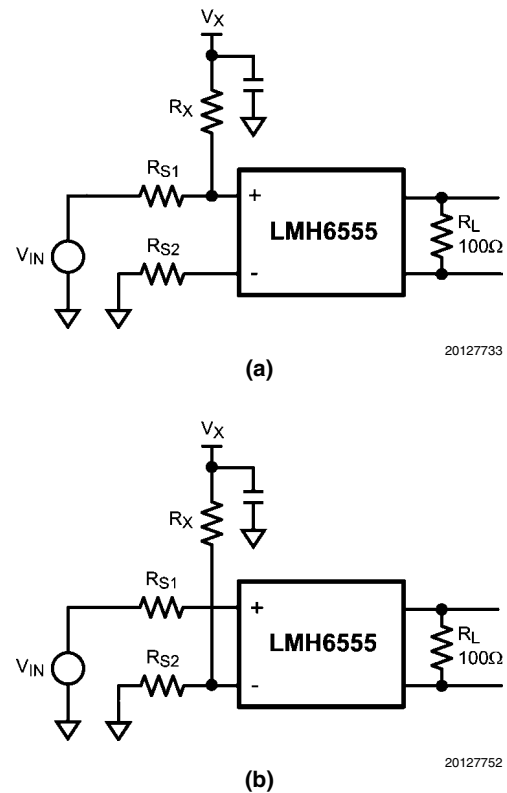 VX
RX
RS1
+
LMH6555
RL
100Ω
VIN
RS2
-
20127733
(a)
VX
RX
RS1
+
LMH6555
RL
100Ω
VIN
RS2
-
20127752
(b)